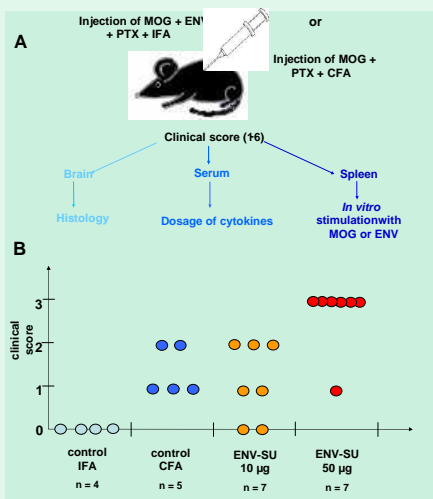 A
Injection of MOG + ENV
+ PTX + IFA
or
Injection of MOG +
PTX + CFA
Clinical score (1-6)
Brain
Serum
Spleen
Histology
Dosage of cytokines
In vitro
stimulationwith
MOG or ENV
B
clinical
score
3
2
1
0
control
IFA
n = 4
control
CFA
n = 5
ENV-SU
10 µg
n = 7
ENV-SU
50 µg
n = 7